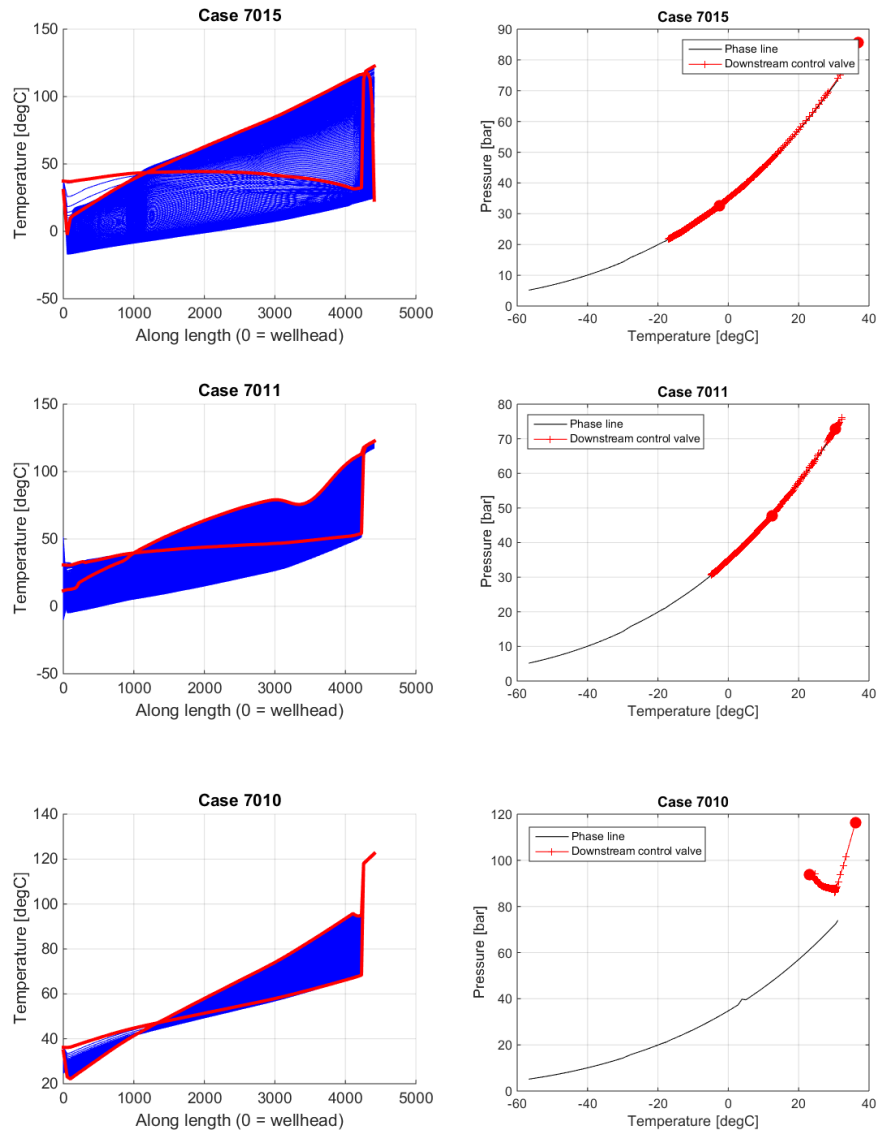 Case 7015
150
100
50
0
-50
0 1000 2000 3000 4000 5000
Temperature [degC]
Along length (0 = wellhead)
Case 7015
90
80
70
60
50
40
30
20
10
0
-60 -40 -20 0 20 40
Pressure [bar]
Temperature [degC]
Phase line
Downstream control valve
Case 7011
150
100
50
0
-50
0 1000 2000 3000 4000 5000
Temperature [degC]
Along length (0 = wellhead)
Case 7011
80
70
60
50
40
30
20
10
0
-60 -40 -20 0 20 40
Pressure [bar]
Temperature [degC]
Phase line
Downstream control valve
Case 7010
140
120
100
80
60
40
20
0 1000 2000 3000 4000 5000
Temperature [degC]
Along length (0 = wellhead)
Case 7010
120
100
80
60
40
20
0
-60 -40 -20 0 20 40
Pressure [bar]
Temperature [degC]
Phase line
Downstream control valve